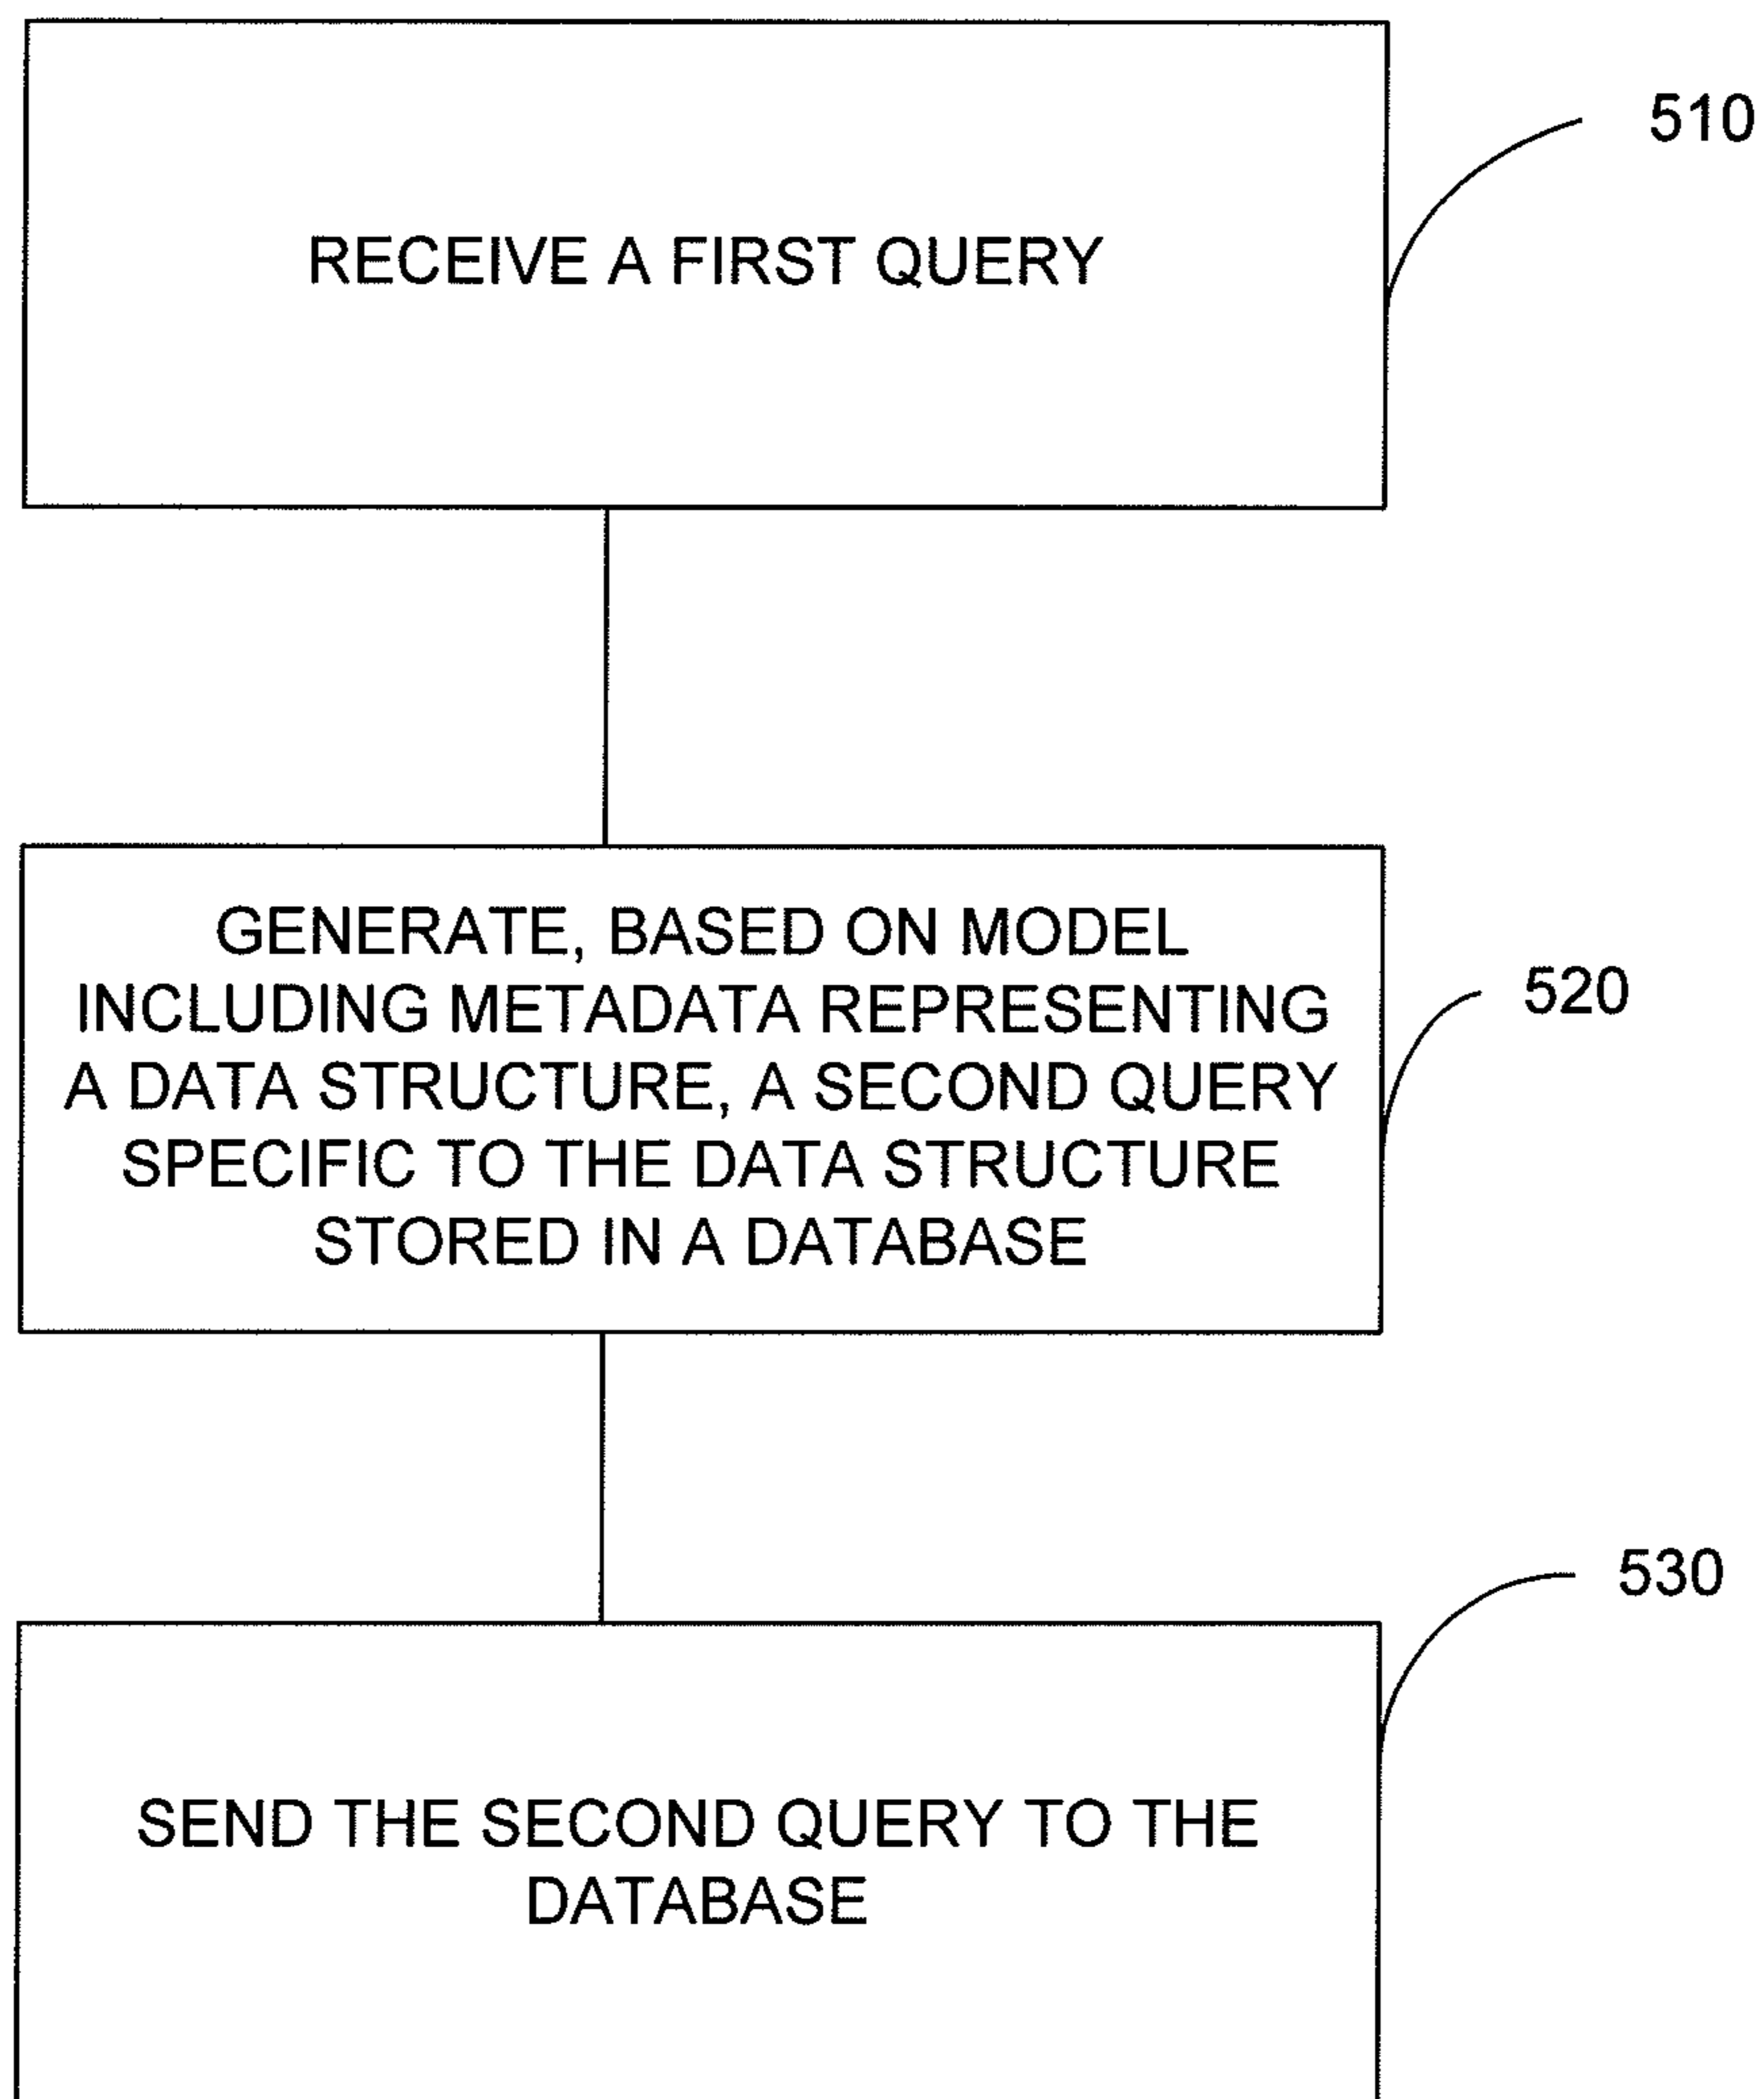 510
RECEIVE A FIRST QUERY
GENERATE, BASED ON MODEL
INCLUDING METADATA REPRESENTING
A DATA STRUCTURE, A SECOND QUERY
SPECIFIC TO THE DATA STRUCTURE
STORED IN A DATABASE
520
530
SEND THE SECOND QUERY TO THE
DATABASE